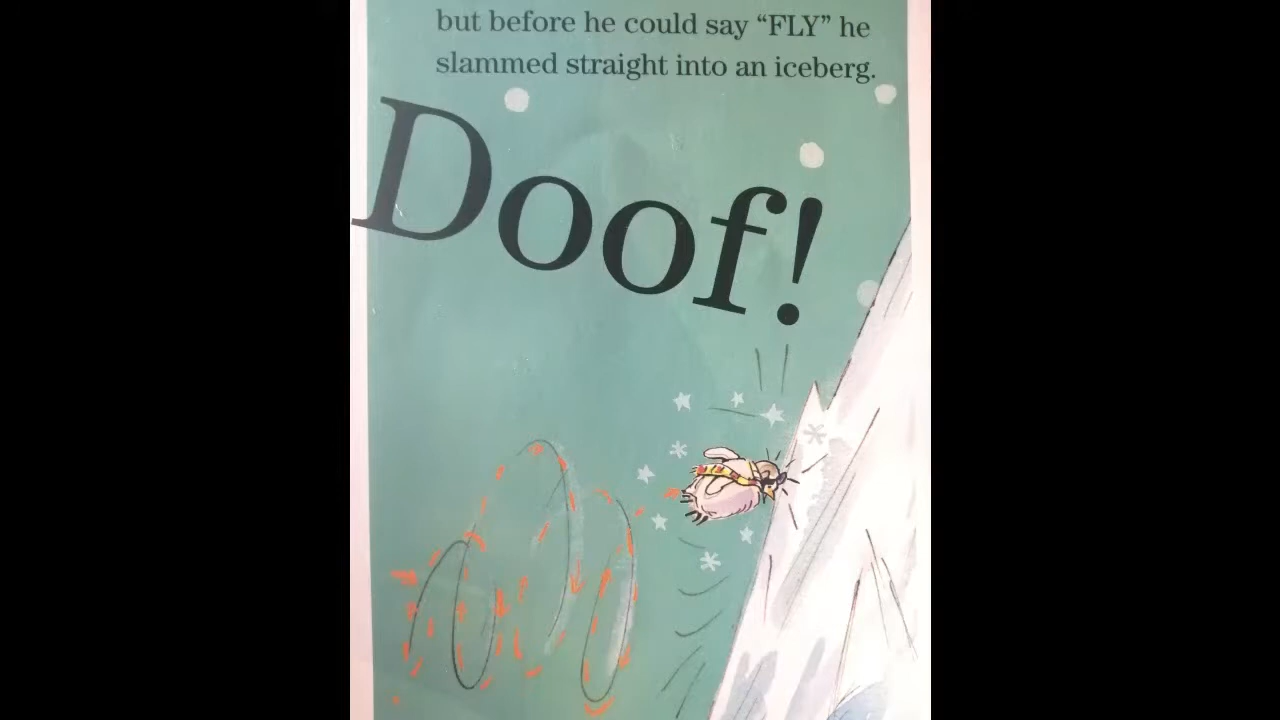 but before he could say “FLY” he
slammed straight into an iceberg.
Doof!